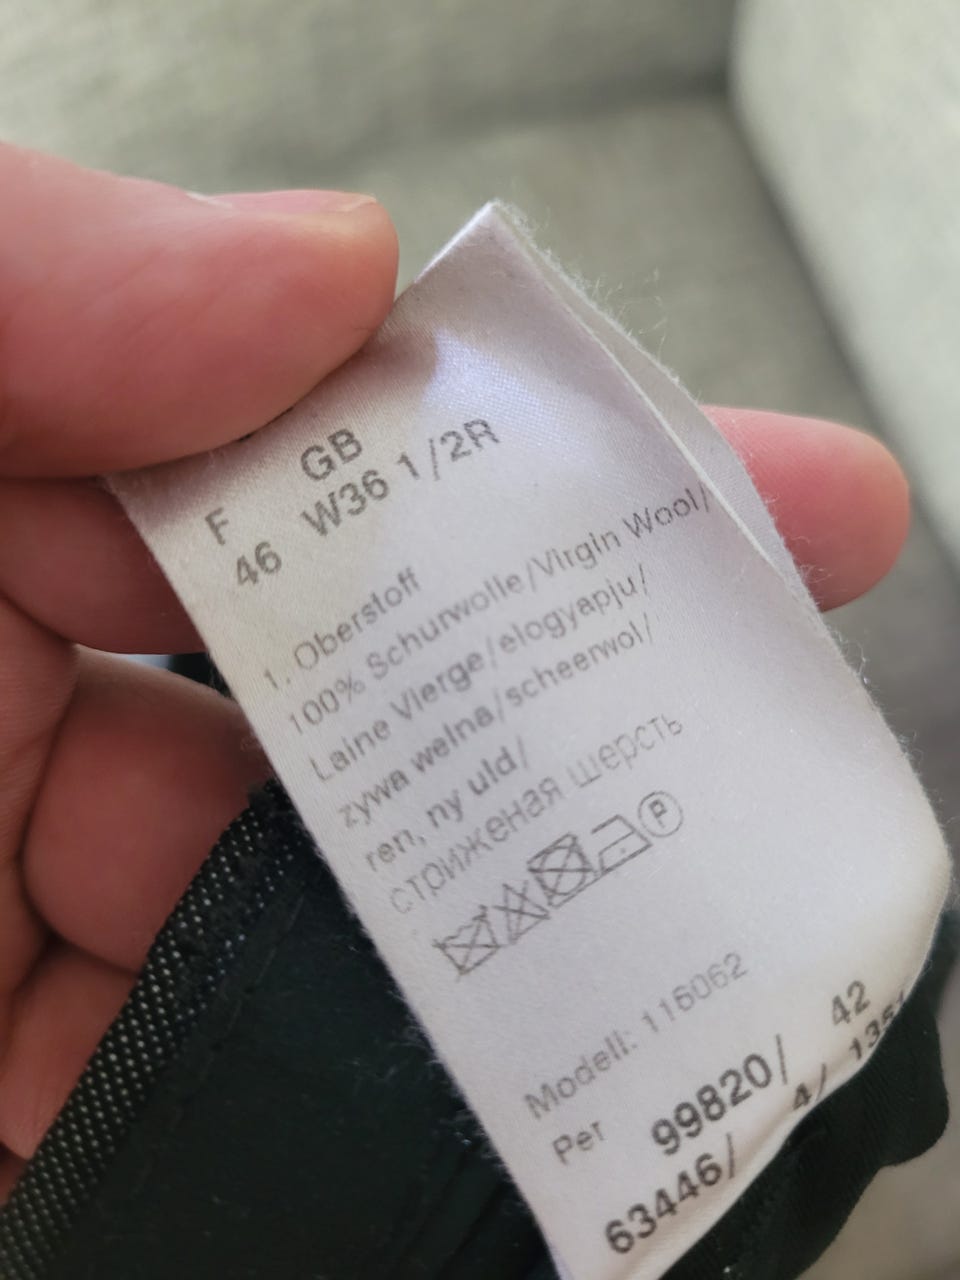 F GB
46 W36 1/2R
1. Oberstoff
100% Schurwolle/Virgin Wool/
Laine Vierge/elogyapju/
zywa welna/scheerwol/
ren, ny uld/
стриженая шерсть
P
Modell: 116062
Per 99820/ 42
63446/ 4/